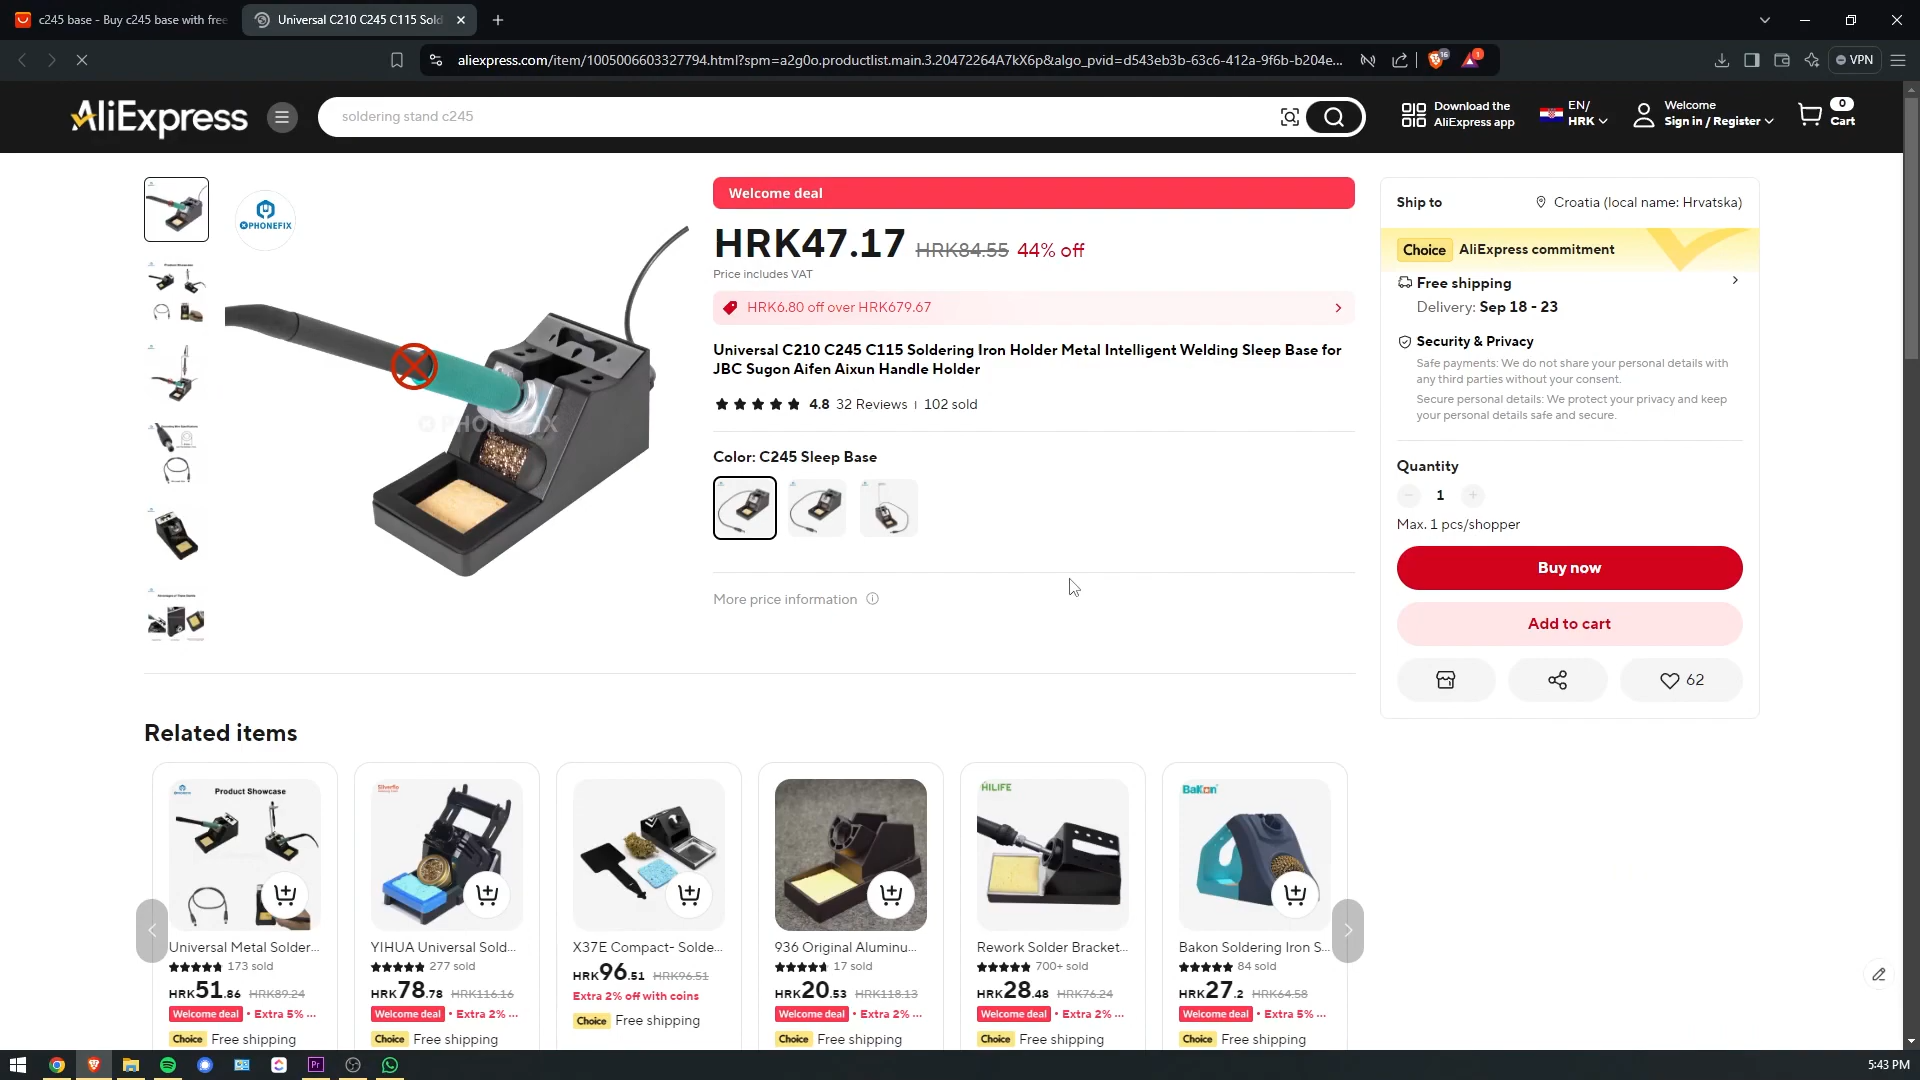 c245 base - Buy c245 base with free
Universal C210 C245 C115 Sold
aliexpress.com/item/1005006603327794.html?spm=a2g0o.productlist.main.3.20472264A7kX6p&algo_pvid=d543eb3b-63c6-412a-9f6b-b204e...
16
1
VPN
AliExpress
soldering stand c245
Download the
AliExpress app
EN/
HRK
Welcome
Sign in / Register
0
Cart
PHONEFIX
PHONEFIX
Welcome deal
HRK47.17 HRK84.55 44% off
Price includes VAT
HRK6.80 off over HRK679.67
Universal C210 C245 C115 Soldering Iron Holder Metal Intelligent Welding Sleep Base for
JBC Sugon Aifen Aixun Handle Holder
4.8 32 Reviews 102 sold
Color: C245 Sleep Base
More price information
Ship to
Croatia (local name: Hrvatska)
Choice AliExpress commitment
Free shipping
Delivery: Sep 18 - 23
Security & Privacy
Safe payments: We do not share your personal details with
any third parties without your consent.
Secure personal details: We protect your privacy and keep
your personal details safe and secure.
Quantity
1
Max. 1 pcs/shopper
Buy now
Add to cart
62
Related items
Product Showcase
Universal Metal Solder...
173 sold
HRK51.86 HRK89.24
Welcome deal • Extra 5% ...
Choice Free shipping
YIHUA Universal Sold...
277 sold
HRK78.78 HRK116.16
Welcome deal • Extra 2% ...
Choice Free shipping
X37E Compact- Solde...
HRK96.51 HRK96.51
Extra 2% off with coins
Choice Free shipping
936 Original Aluminu...
17 sold
HRK20.53 HRK118.13
Welcome deal • Extra 2% ...
Choice Free shipping
HILIFE
Rework Solder Bracket...
700+ sold
HRK28.48 HRK76.24
Welcome deal • Extra 2% ...
Choice Free shipping
BaKon
Bakon Soldering Iron S...
84 sold
HRK27.2 HRK64.58
Welcome deal • Extra 5% ...
Choice Free shipping
Pr
5:43 PM